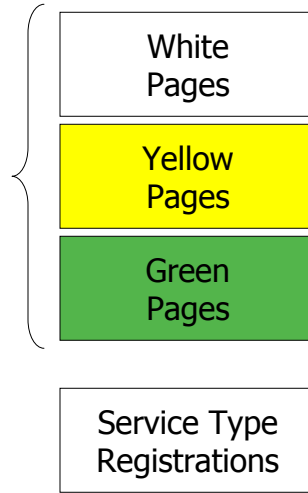 White
Pages
Yellow
Pages
Green
Pages
Service Type
Registrations